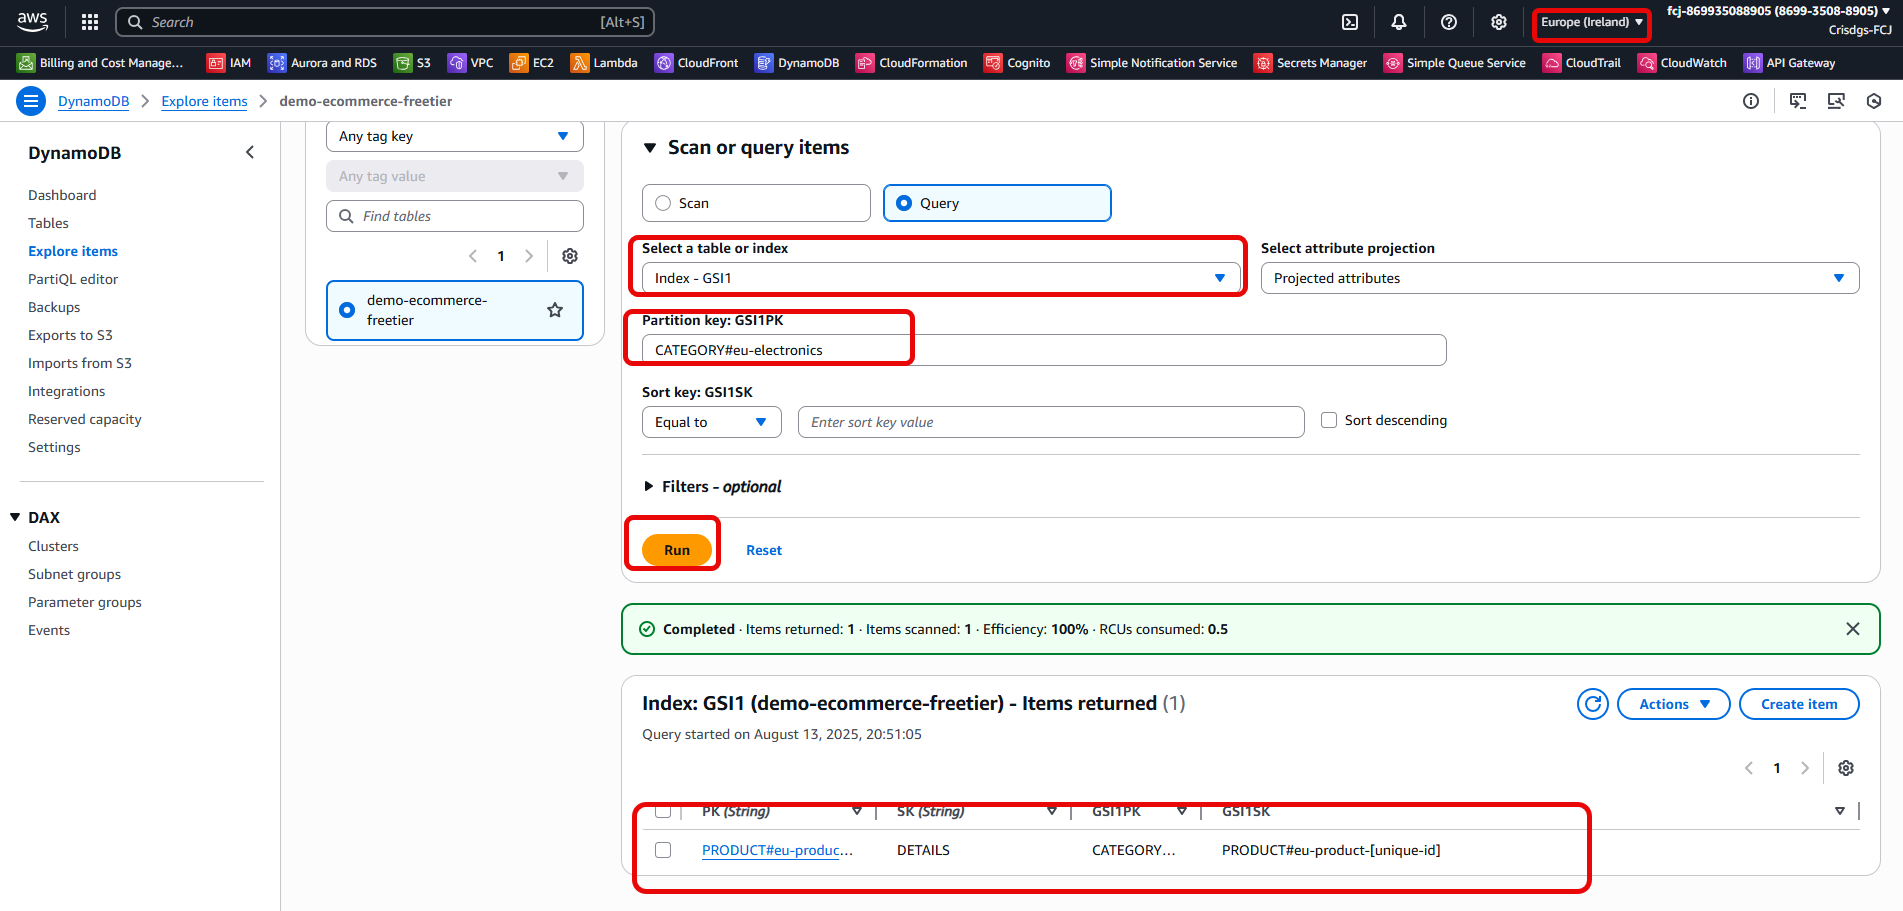 aws
Search [Alt+S]
Europe (Ireland)
fcj-869935088905 (8699-3508-8905)
Crisdgs-FCJ
Billing and Cost Manage... IAM Aurora and RDS S3 VPC EC2 Lambda CloudFront DynamoDB CloudFormation Cognito Simple Notification Service Secrets Manager Simple Queue Service CloudTrail CloudWatch API Gateway
DynamoDB Explore items demo-ecommerce-freetier
DynamoDB
Dashboard
Tables
Explore items
PartiQL editor
Backups
Exports to S3
Imports from S3
Integrations
Reserved capacity
Settings
DAX
Clusters
Subnet groups
Parameter groups
Events
Any tag key
Any tag value
Find tables
1
demo-ecommerce-
freetier
Scan or query items
Scan
Query
Select a table or index
Index - GSI1
Select attribute projection
Projected attributes
Partition key: GSI1PK
CATEGORY#eu-electronics
Sort key: GSI1SK
Equal to
Enter sort key value
Sort descending
Filters - optional
Run
Reset
Completed · Items returned: 1 · Items scanned: 1 · Efficiency: 100% · RCUs consumed: 0.5
Index: GSI1 (demo-ecommerce-freetier) - Items returned (1)
Actions
Create item
Query started on August 13, 2025, 20:51:05
1
PK (String) SK (String) GSI1PK GSI1SK
PRODUCT#eu-produc... DETAILS CATEGORY... PRODUCT#eu-product-[unique-id]